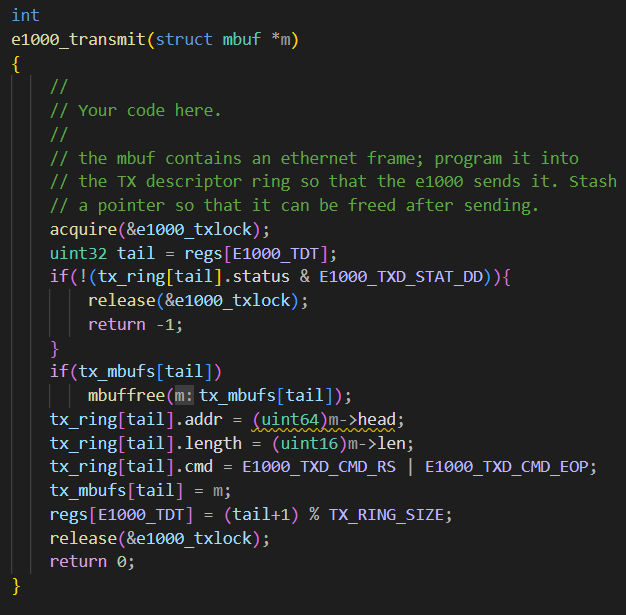 int
e1000_transmit(struct mbuf *m)
{
    //
    // Your code here.
    //
    // the mbuf contains an ethernet frame; program it into
    // the TX descriptor ring so that the e1000 sends it. Stash
    // a pointer so that it can be freed after sending.
    acquire(&e1000_txlock);
    uint32 tail = regs[E1000_TDT];
    if(!(tx_ring[tail].status & E1000_TXD_STAT_DD)){
        release(&e1000_txlock);
        return -1;
    }
    if(tx_mbufs[tail])
        mbuffree(m: tx_mbufs[tail]);
    tx_ring[tail].addr = (uint64)m->head;
    tx_ring[tail].length = (uint16)m->len;
    tx_ring[tail].cmd = E1000_TXD_CMD_RS | E1000_TXD_CMD_EOP;
    tx_mbufs[tail] = m;
    regs[E1000_TDT] = (tail+1) % TX_RING_SIZE;
    release(&e1000_txlock);
    return 0;
}